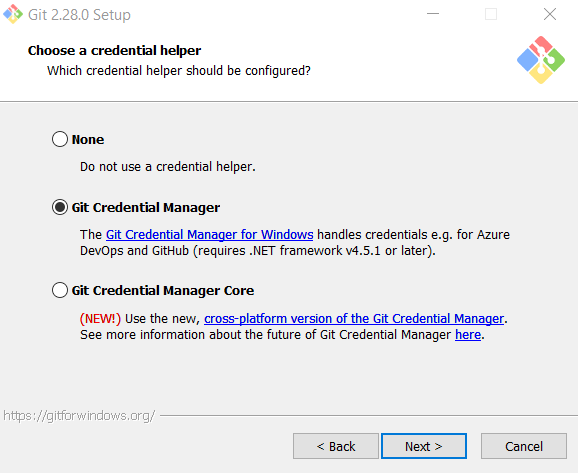 Git 2.28.0 Setup
Choose a credential helper
Which credential helper should be configured?
None
Do not use a credential helper.
Git Credential Manager
The Git Credential Manager for Windows handles credentials e.g. for Azure
DevOps and GitHub (requires .NET framework v4.5.1 or later).
Git Credential Manager Core
(NEW!) Use the new, cross-platform version of the Git Credential Manager.
See more information about the future of Git Credential Manager here.
https://gitforwindows.org/
< Back
Next >
Cancel